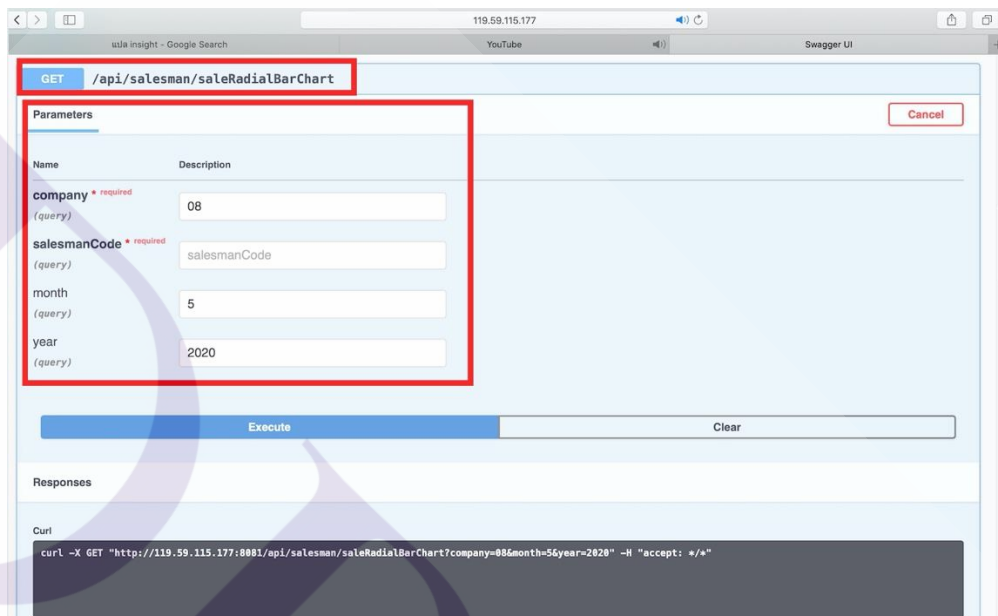 119.59.115.177
แปล insight - Google Search
YouTube
Swagger UI
GET /api/salesman/saleRadialBarChart
Parameters
Cancel
Name Description
company * required
(query)
08
salesmanCode * required
(query)
salesmanCode
month
(query)
5
year
(query)
2020
Execute
Clear
Responses
Curl
curl -X GET "http://119.59.115.177:8081/api/salesman/saleRadialBarChart?company=08&month=5&year=2020" -H "accept: */*"